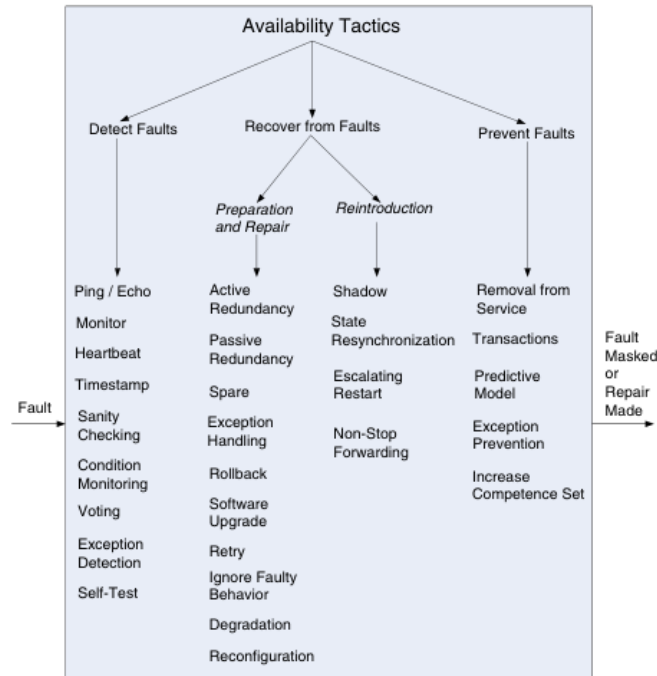 Availability Tactics
Detect Faults
Recover from Faults
Prevent Faults
Preparation
and Repair
Reintroduction
Fault
Ping / Echo
Monitor
Heartbeat
Timestamp
Sanity
Checking
Condition
Monitoring
Voting
Exception
Detection
Self-Test
Active
Redundancy
Passive
Redundancy
Spare
Exception
Handling
Rollback
Software
Upgrade
Retry
Ignore Faulty
Behavior
Degradation
Reconfiguration
Shadow
State
Resynchronization
Escalating
Restart
Non-Stop
Forwarding
Removal from
Service
Transactions
Predictive
Model
Exception
Prevention
Increase
Competence Set
Fault
Masked
or
Repair
Made